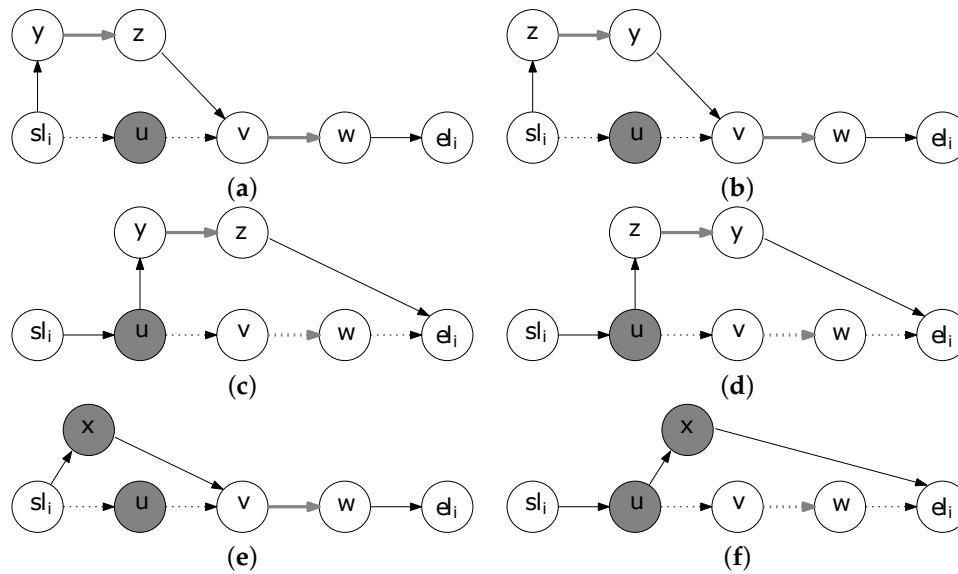 y z z y
sl_i u v w el_i sl_i u v w el_i
(a) (b)
y z z y
sl_i u v w el_i sl_i u v w el_i
(c) (d)
x x
sl_i u v w el_i sl_i u v w el_i
(e) (f)